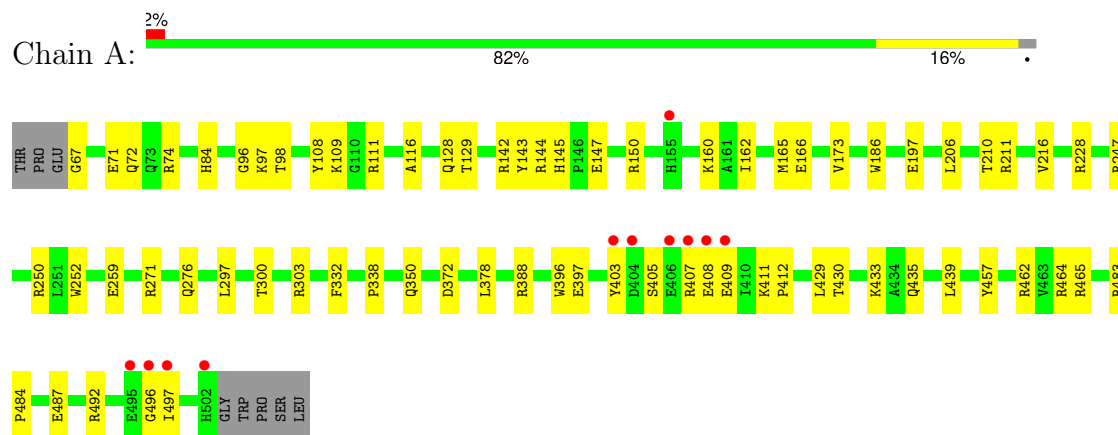 2%
Chain A:
82% 16% •
THR PRO GLU G67 E71 Q72 Q73 R74 H84 G96 K97 T98 Y108 K109 G110 R111 A116 Q128 T129 R142 Y143 R144 H145 P146 E147 R150 H155 K160 A161 I162 M165 E166 V173 W186 E197 L206 T210 R211 V216 R228
R250 L251 W252 E259 R271 Q276 L297 T300 R303 F332 P338 Q350 D372 L378 R388 W396 E397 Y403 D404 S405 E406 R407 E408 E409 I410 K411 P412 L429 T430 K433 A434 Q435 L439 Y457 R462 V463 R464 R465
P484 E487 R492 E495 G496 I497 H502 GLY TRP PRO SER LEU